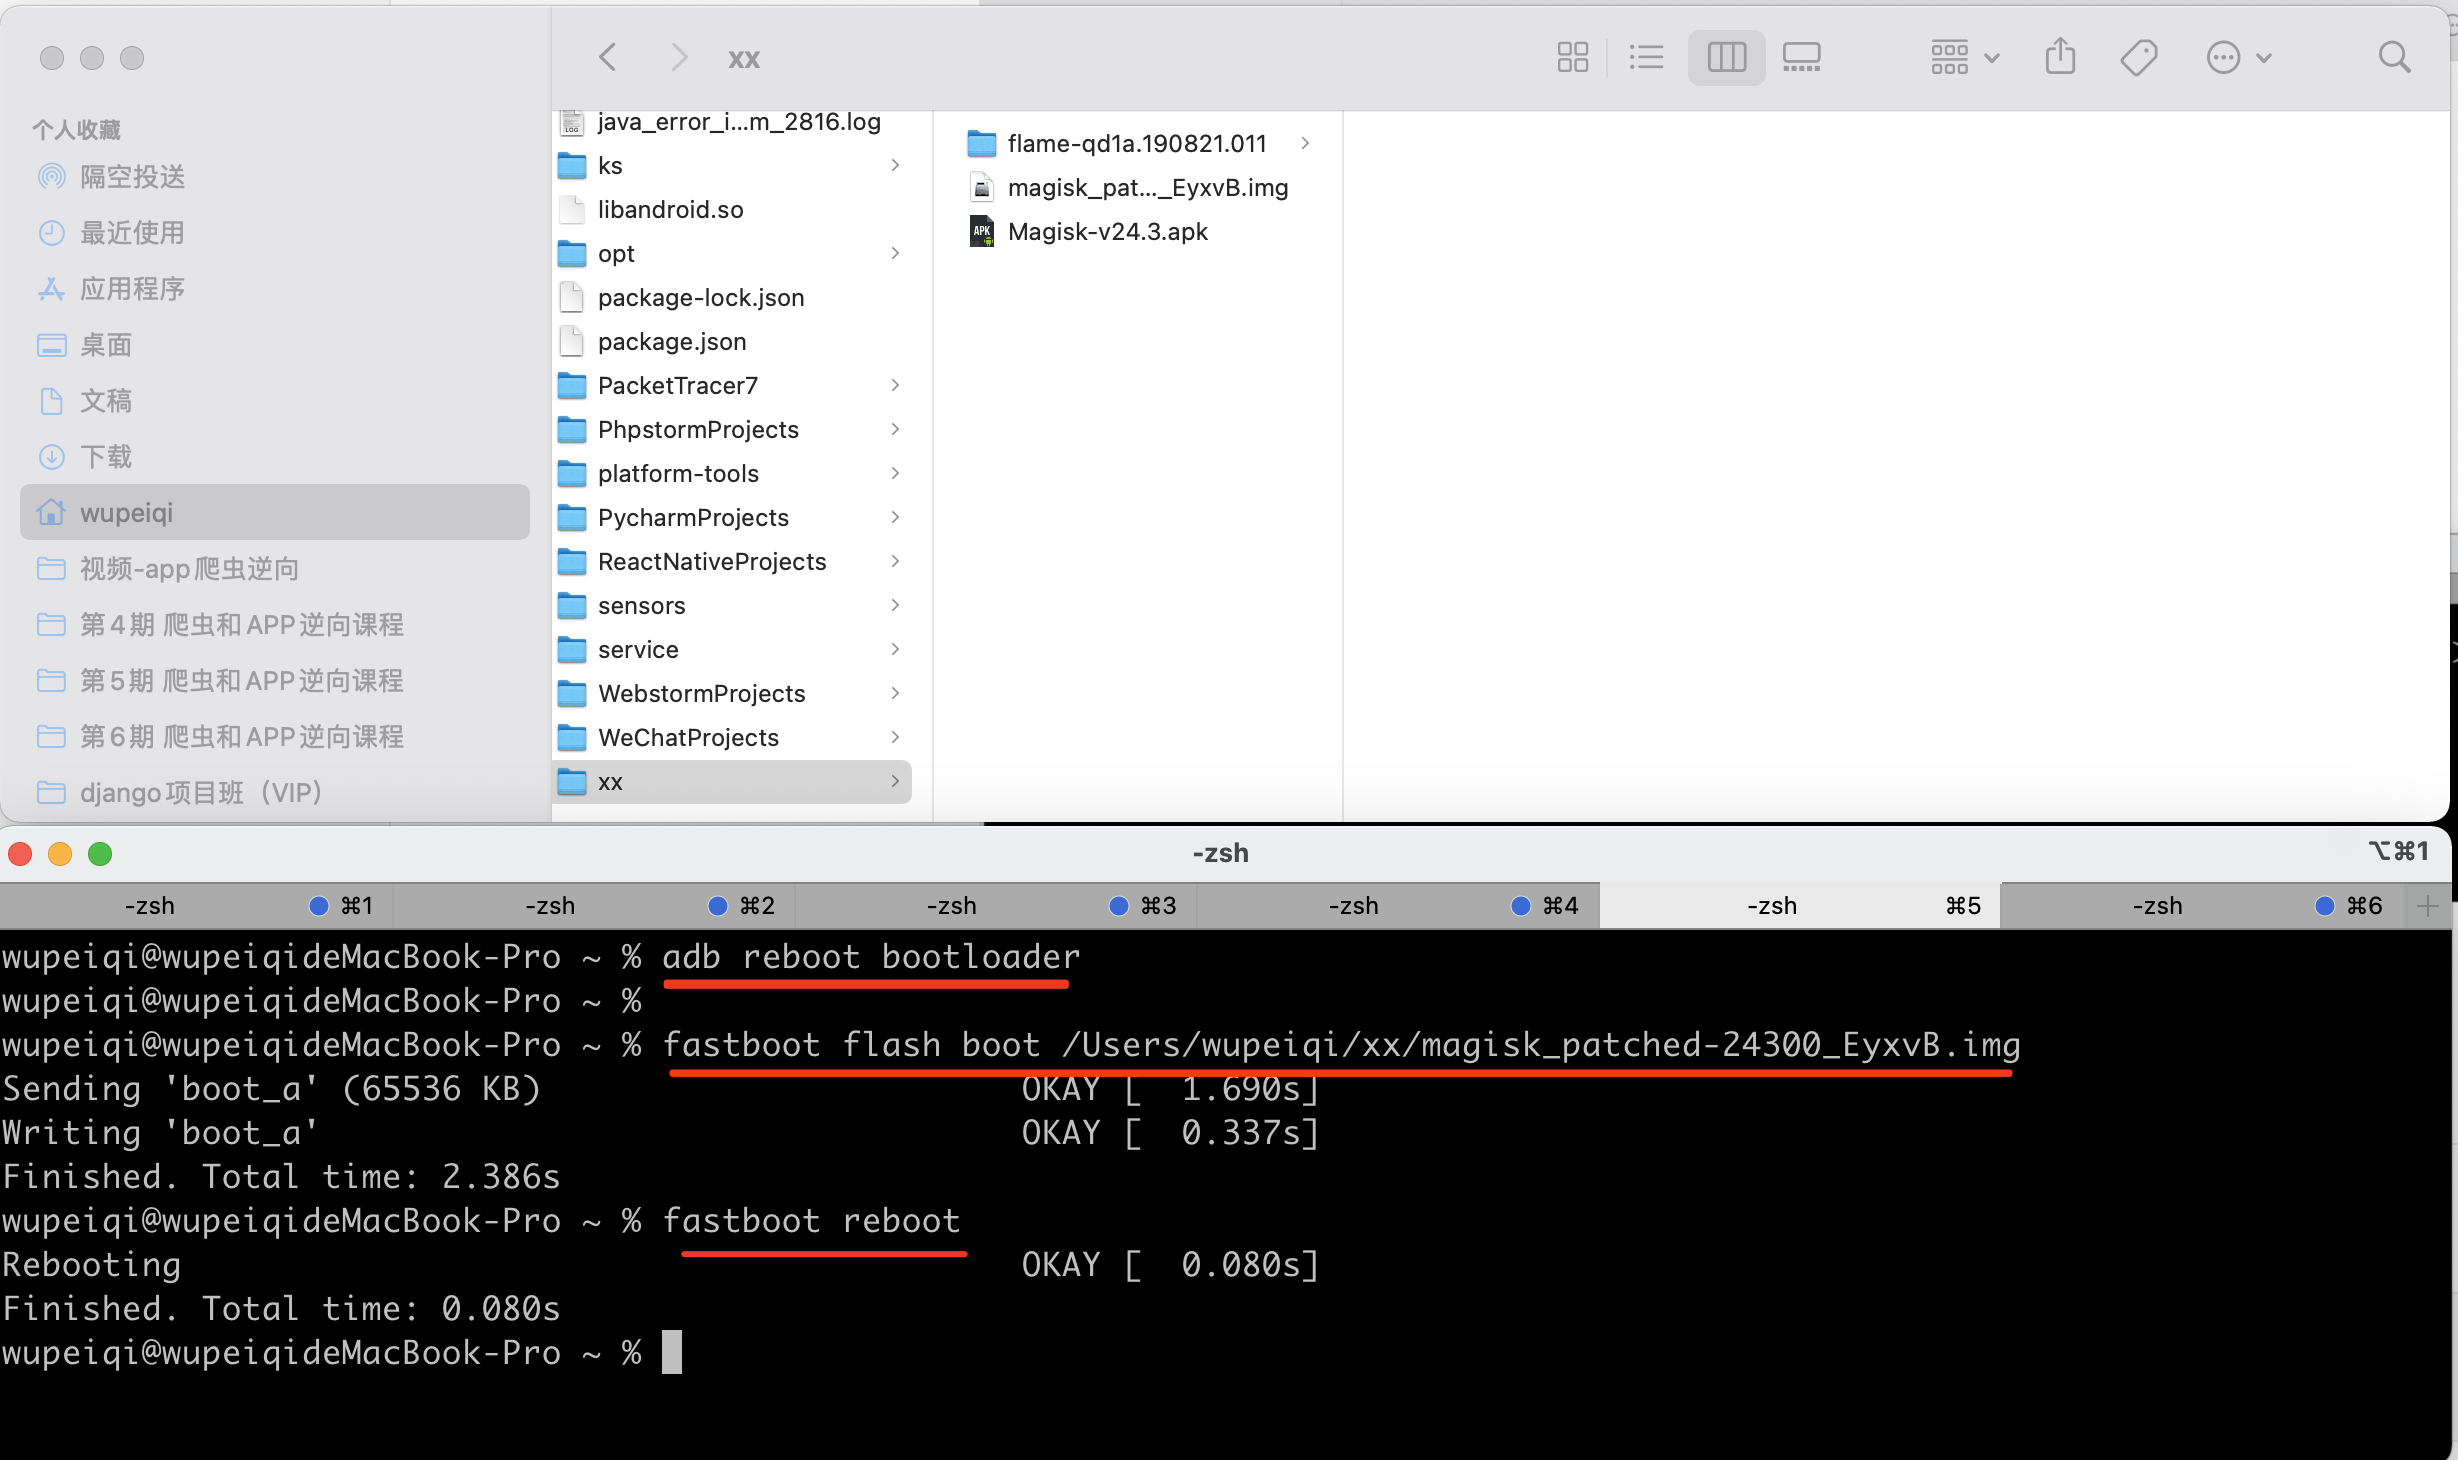 xx
个人收藏
隔空投送
最近使用
应用程序
桌面
文稿
下载
wupeiqi
视频-app爬虫逆向
第4期 爬虫和APP逆向课程
第5期 爬虫和APP逆向课程
第6期 爬虫和APP逆向课程
django项目班（VIP）
java_error_i...m_2816.log
ks
libandroid.so
opt
package-lock.json
package.json
PacketTracer7
PhpstormProjects
platform-tools
PycharmProjects
ReactNativeProjects
sensors
service
WebstormProjects
WeChatProjects
xx
flame-qd1a.190821.011
magisk_pat..._EyxvB.img
Magisk-v24.3.apk
-zsh ⌥⌘1
-zsh ⌘1 -zsh ⌘2 -zsh ⌘3 -zsh ⌘4 -zsh ⌘5 -zsh ⌘6
wupeiqi@wupeiqideMacBook-Pro ~ % adb reboot bootloader
wupeiqi@wupeiqideMacBook-Pro ~ %
wupeiqi@wupeiqideMacBook-Pro ~ % fastboot flash boot /Users/wupeiqi/xx/magisk_patched-24300_EyxvB.img
Sending 'boot_a' (65536 KB) OKAY [ 1.690s]
Writing 'boot_a' OKAY [ 0.337s]
Finished. Total time: 2.386s
wupeiqi@wupeiqideMacBook-Pro ~ % fastboot reboot
Rebooting OKAY [ 0.080s]
Finished. Total time: 0.080s
wupeiqi@wupeiqideMacBook-Pro ~ %